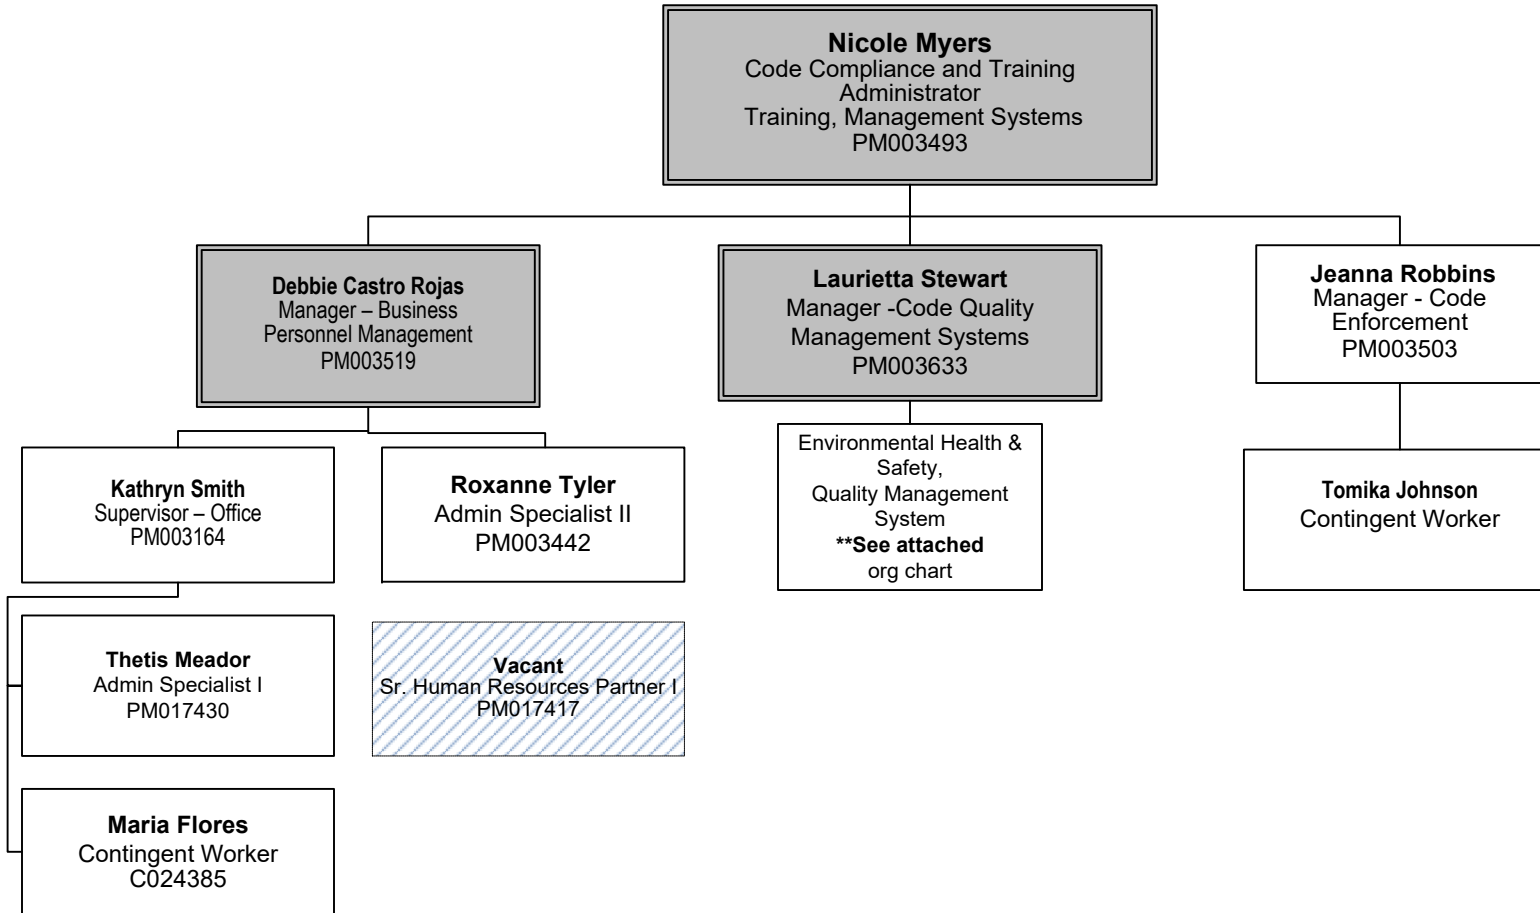 Nicole Myers
Code Compliance and Training
Administrator
Training, Management Systems
PM003493
Debbie Castro Rojas
Manager – Business
Personnel Management
PM003519
Laurietta Stewart
Manager -Code Quality
Management Systems
PM003633
Jeanna Robbins
Manager - Code
Enforcement
PM003503
Kathryn Smith
Supervisor – Office
PM003164
Roxanne Tyler
Admin Specialist II
PM003442
Environmental Health &
Safety,
Quality Management
System
**See attached
org chart
Tomika Johnson
Contingent Worker
Thetis Meador
Admin Specialist I
PM017430
Vacant
Sr. Human Resources Partner I
PM017417
Maria Flores
Contingent Worker
C024385